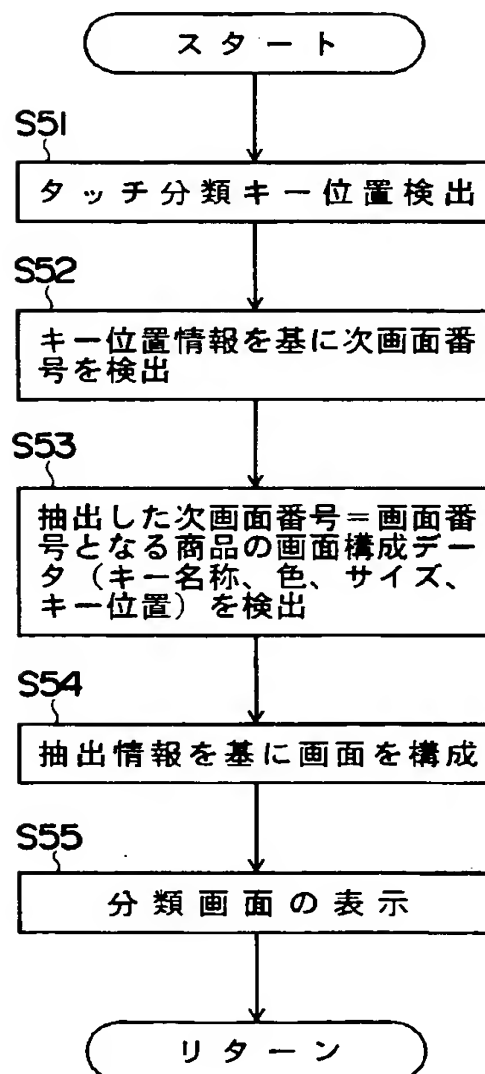 スタート
S51
タッチ分類キー位置検出
S52
キー位置情報を基に次画面番
号を検出
S53
抽出した次画面番号=画面番
号となる商品の画面構成デー
タ(キー名称、色、サイズ、
キー位置)を検出
S54
抽出情報を基に画面を構成
S55
分類画面の表示
リターン